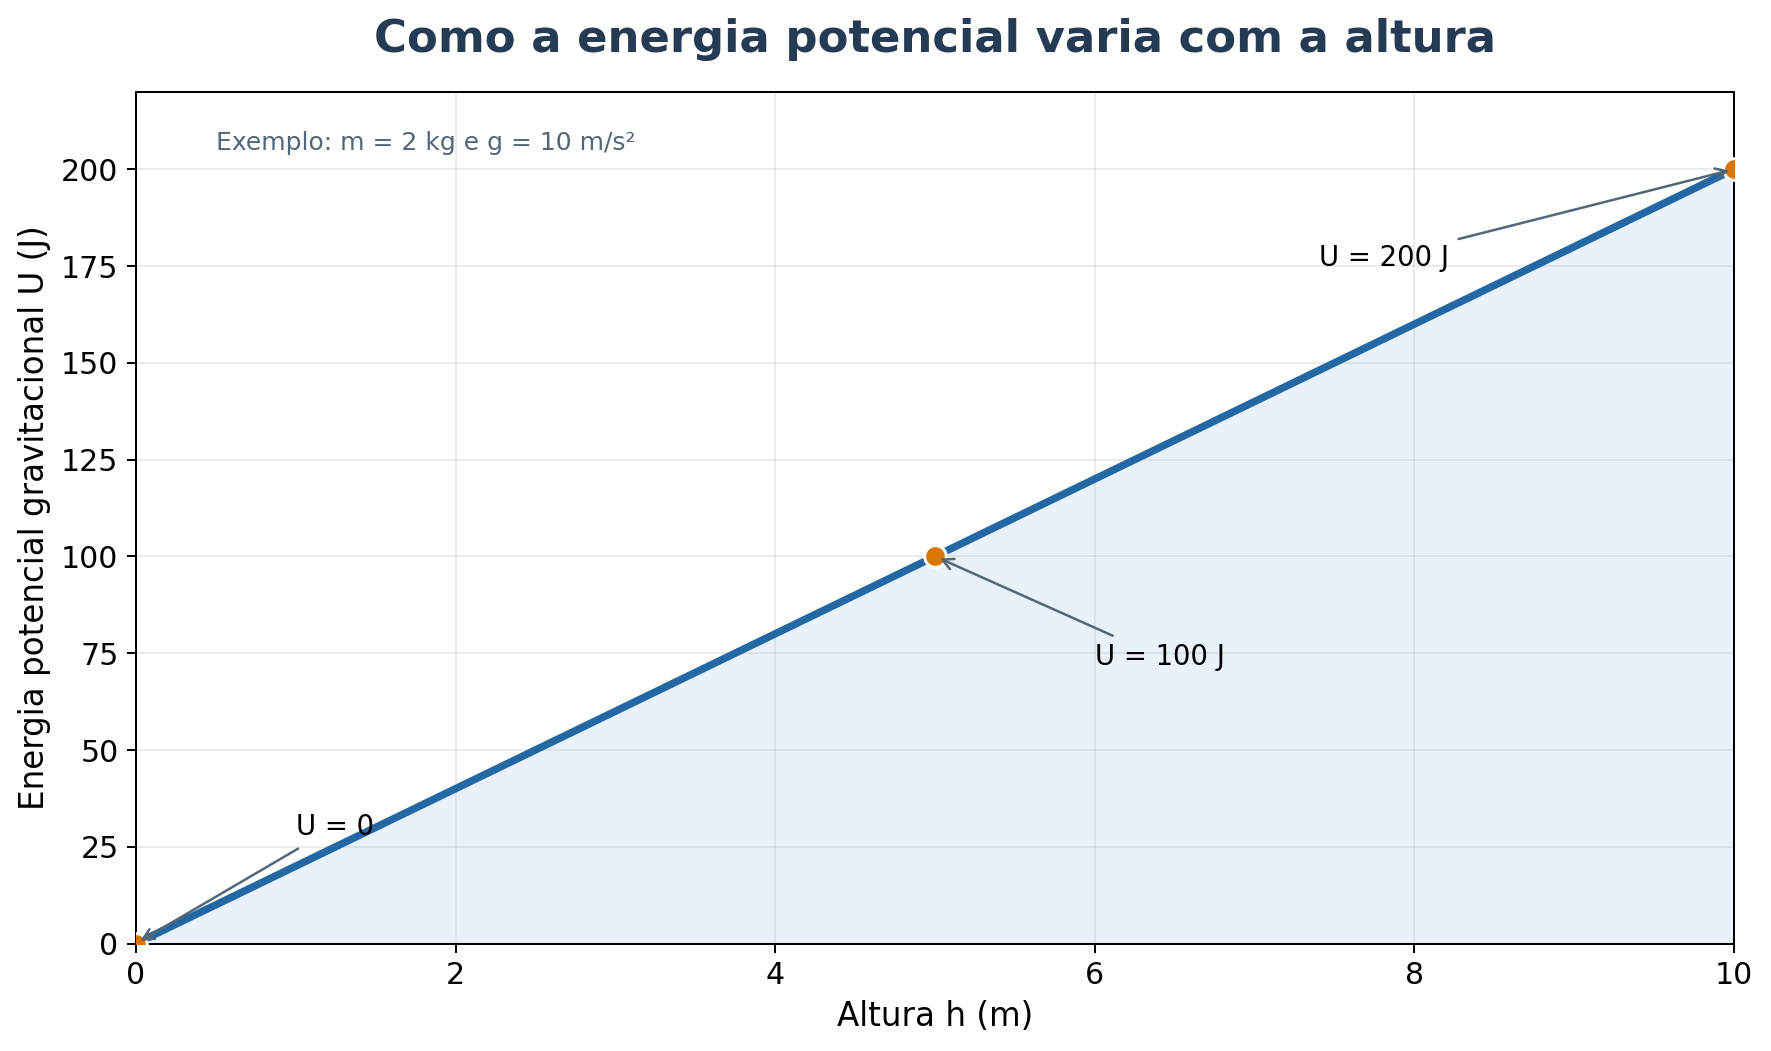 Como a energia potencial varia com a altura
Exemplo: m = 2 kg e g = 10 m/s²
Energia potencial gravitacional U (J)
200
175
150
125
100
75
50
25
0
U = 200 J
U = 100 J
U = 0
0
2
4
6
8
10
Altura h (m)